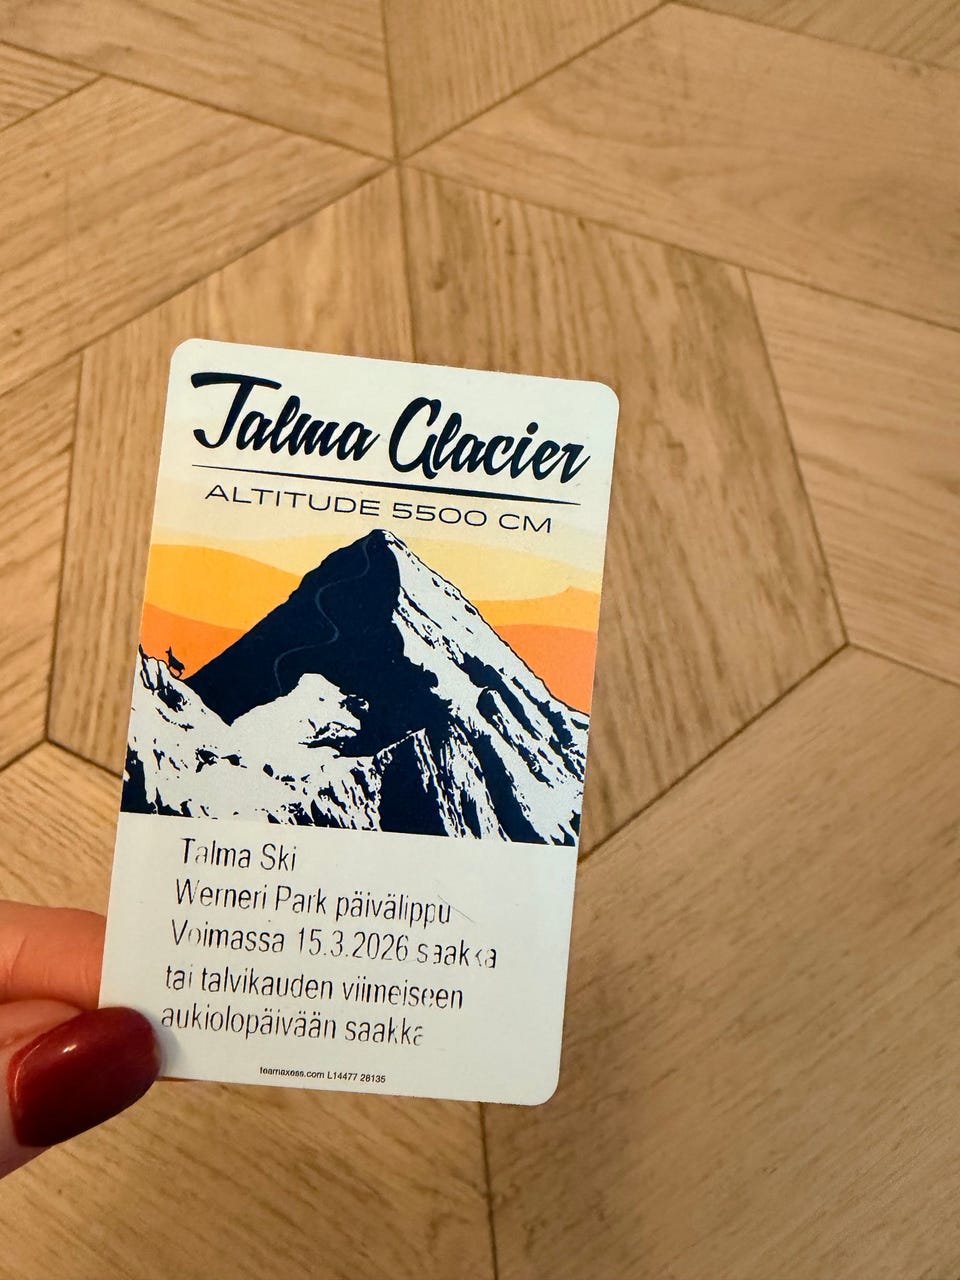 Talma Glacier
ALTITUDE 5500 CM
Talma Ski
Werneri Park päivälippu
Voimassa 15.3.2026 saakka
tai talvikauden viimeiseen
aukiolopäivään saakka
teamaxess.com L14477 26135